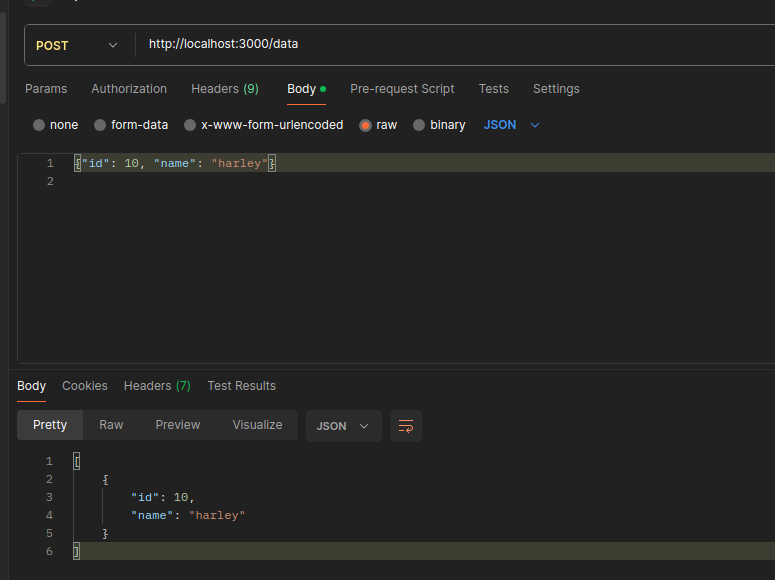 POST http://localhost:3000/data
Params Authorization Headers (9) Body Pre-request Script Tests Settings
none form-data x-www-form-urlencoded raw binary JSON
1 {"id": 10, "name": "harley"}
2
Body Cookies Headers (7) Test Results
Pretty Raw Preview Visualize JSON
1 [
2 {
3 "id": 10,
4 "name": "harley"
5 }
6 ]